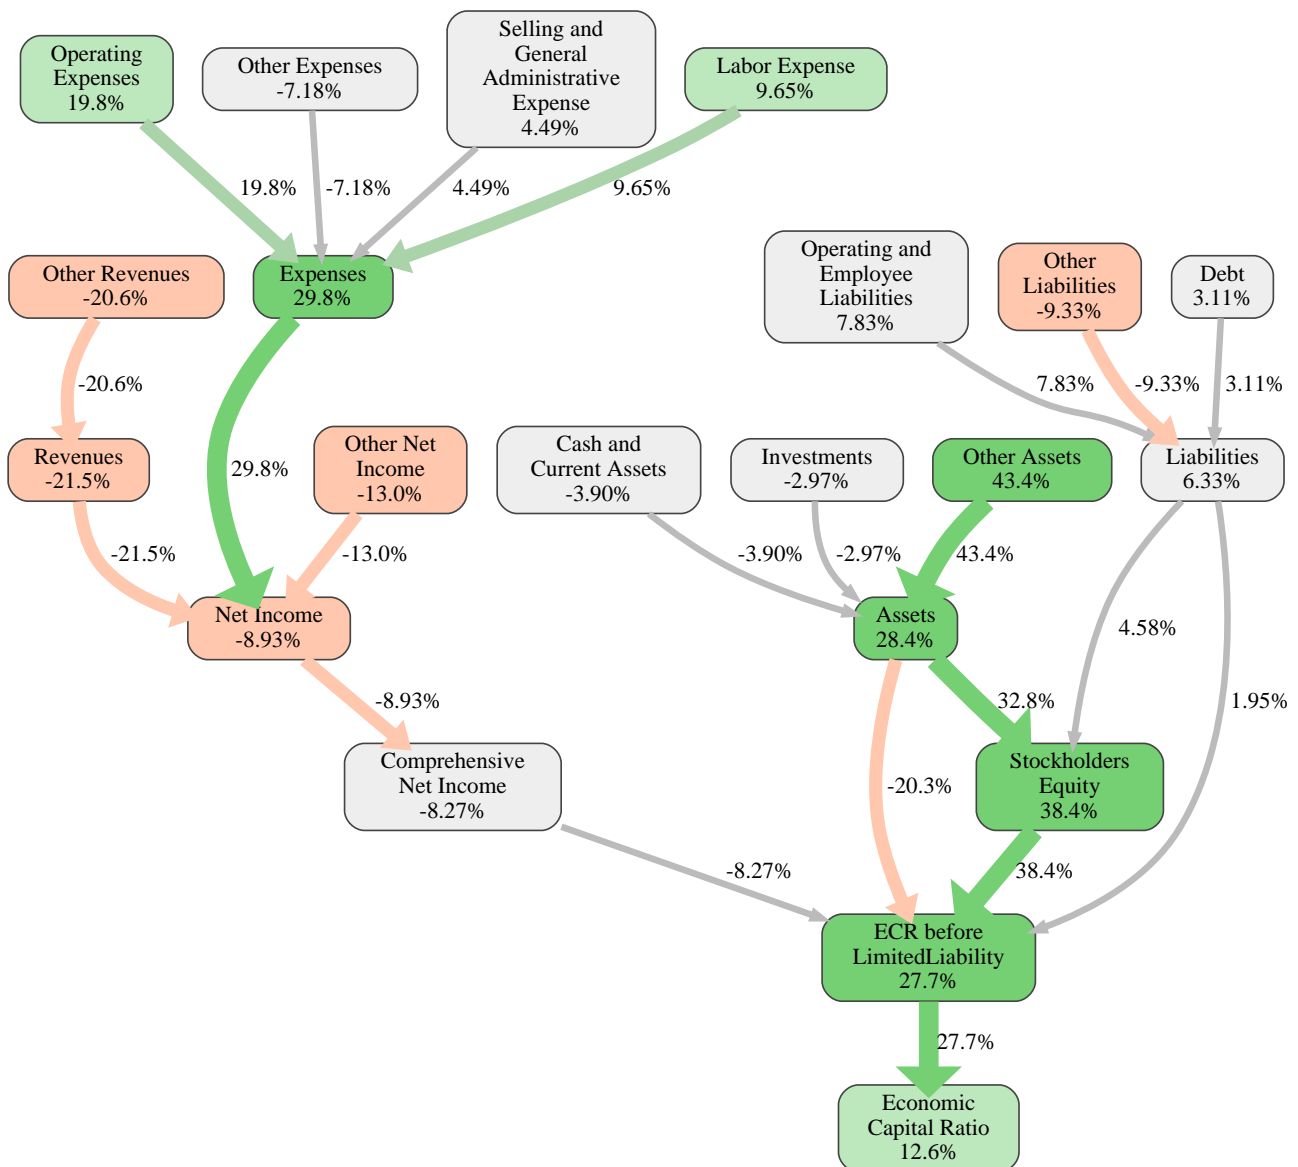 Operating
Expenses
19.8%
Other Expenses
-7.18%
Selling and
General
Administrative
Expense
4.49%
Labor Expense
9.65%
19.8%
-7.18%
4.49%
9.65%
Other Revenues
-20.6%
Expenses
29.8%
Operating and
Employee
Liabilities
7.83%
Other
Liabilities
-9.33%
Debt
3.11%
-20.6%
7.83%
-9.33%
3.11%
Revenues
-21.5%
29.8%
Other Net
Income
-13.0%
Cash and
Current Assets
-3.90%
Investments
-2.97%
Other Assets
43.4%
Liabilities
6.33%
-21.5%
-13.0%
-3.90%
-2.97%
43.4%
Net Income
-8.93%
Assets
28.4%
4.58%
-8.93%
32.8%
1.95%
Comprehensive
Net Income
-8.27%
-20.3%
Stockholders
Equity
38.4%
-8.27%
38.4%
ECR before
LimitedLiability
27.7%
27.7%
Economic
Capital Ratio
12.6%